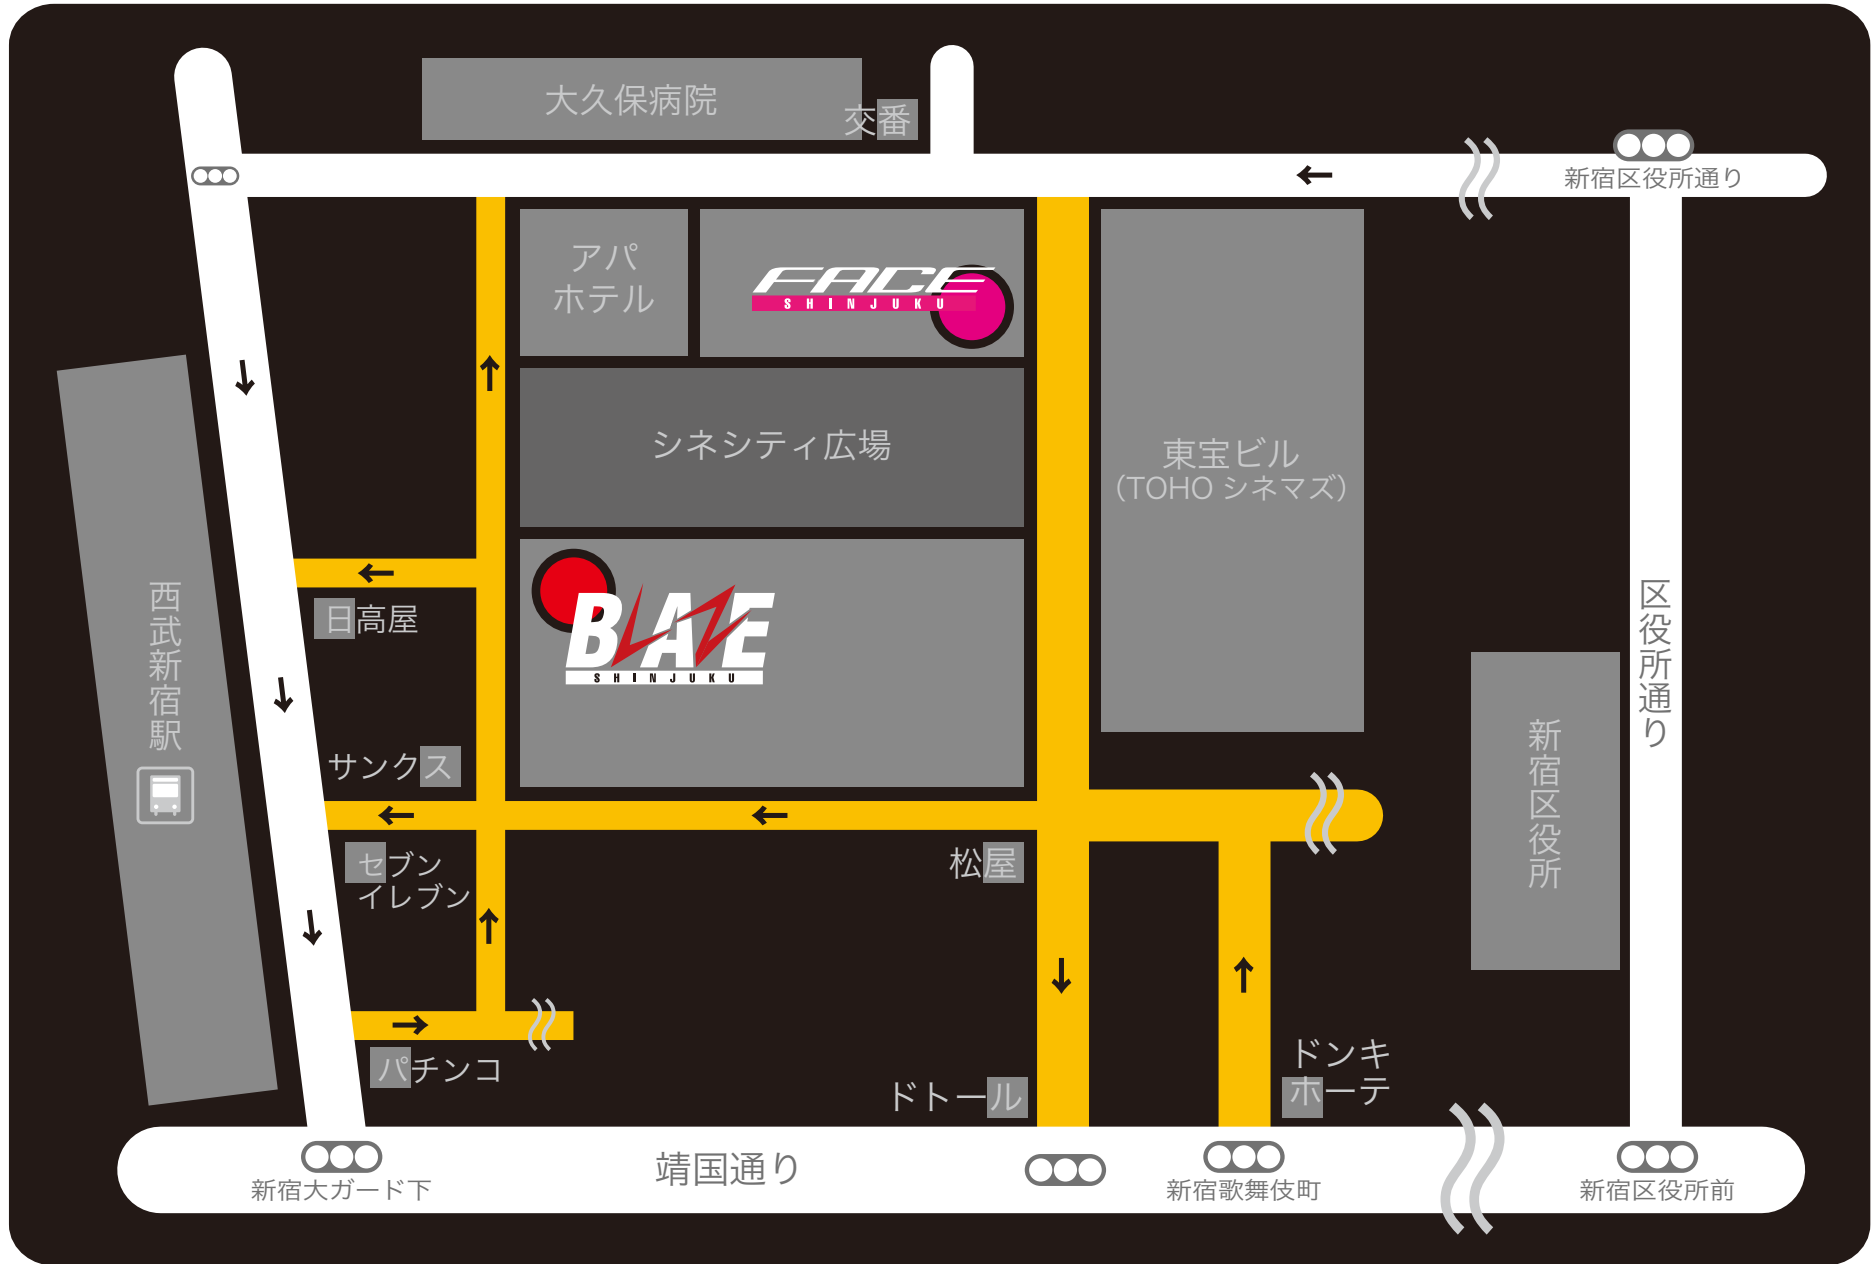 大久保病院
交番
新宿区役所通り
アパ
ホテル
FACE
SHINJUKU
シネシティ広場
東宝ビル
（TOHO シネマズ）
西武新宿駅
日高屋
BLAZE
SHINJUKU
区役所通り
新宿区役所
サンクス
セブン
イレブン
松屋
パチンコ
ドトール
ドンキ
ホーテ
靖国通り
新宿大ガード下
新宿歌舞伎町
新宿区役所前